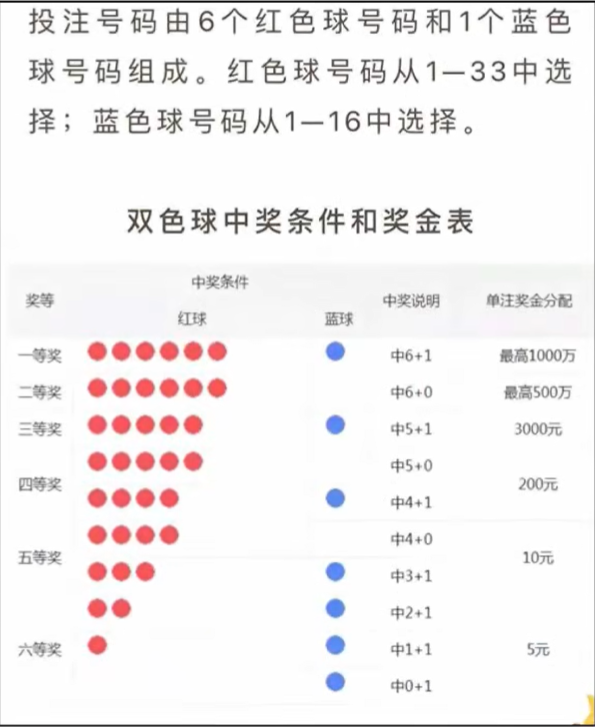 投注号码由6个红色球号码和1个蓝色
球号码组成。红色球号码从1—33中选
择；蓝色球号码从1—16中选择。
双色球中奖条件和奖金表
奖等 中奖条件 中奖说明 单注奖金分配
红球 蓝球
一等奖 中6+1 最高1000万
二等奖 中6+0 最高500万
三等奖 中5+1 3000元
四等奖 中5+0 200元
中4+1
五等奖 中4+0 10元
中3+1
中2+1
六等奖 中1+1 5元
中0+1